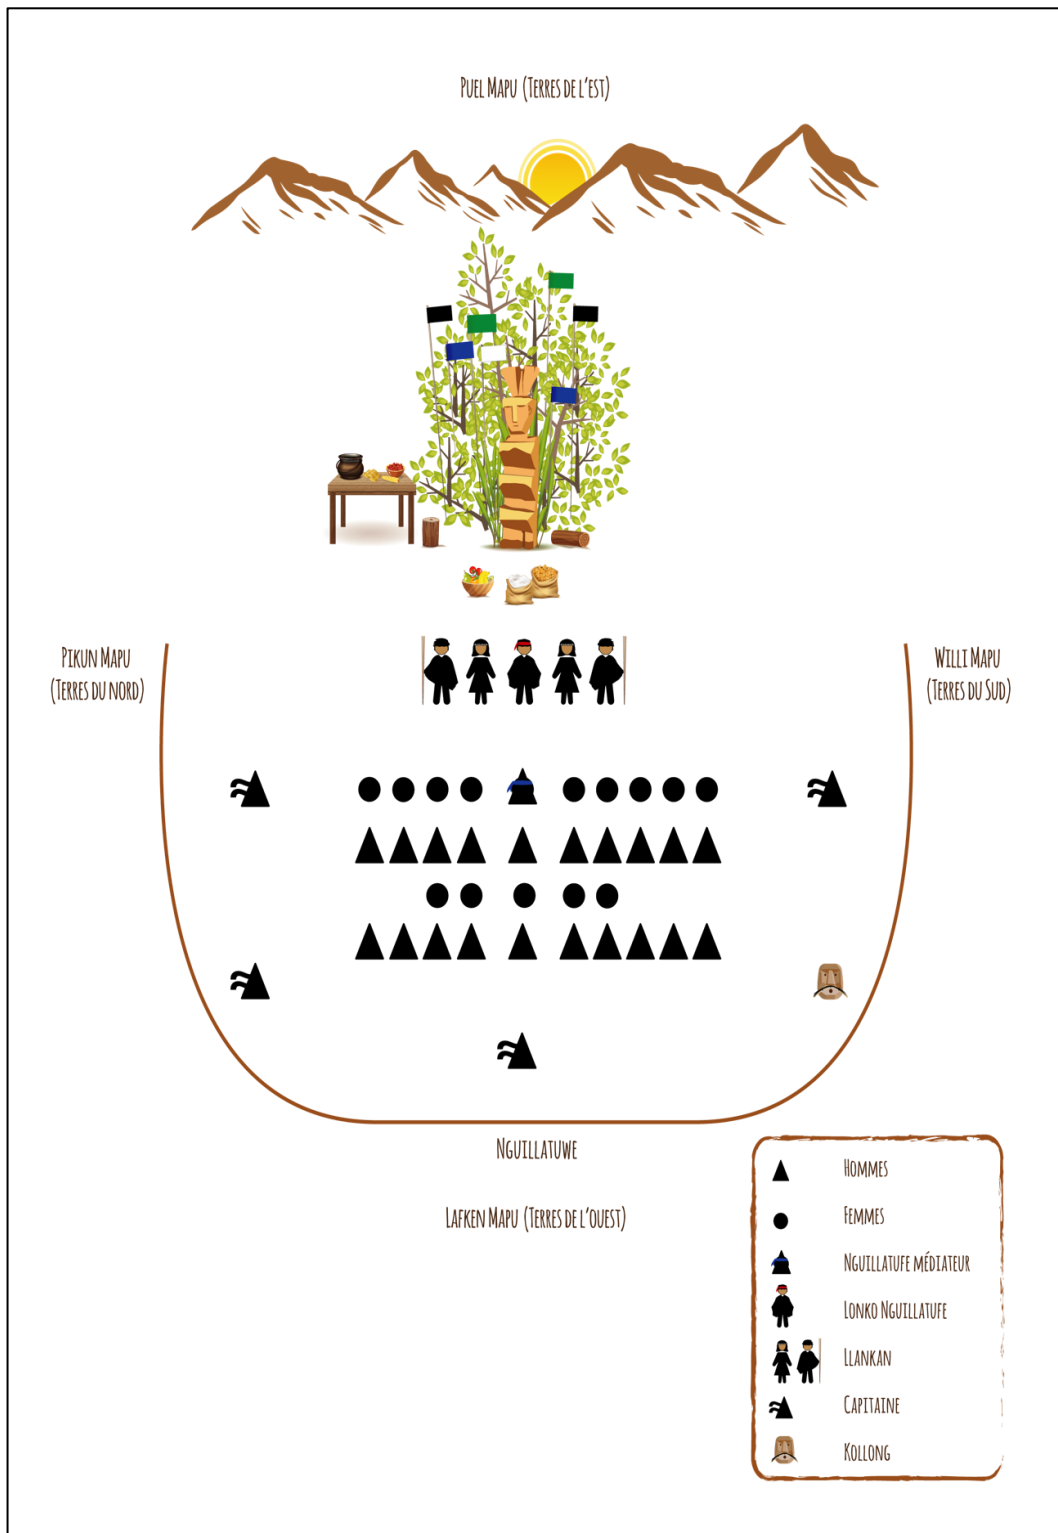 Puel Mapu (Terres de l'est)
Pikun Mapu
(Terres du nord)
Willi Mapu
(Terres du Sud)
Nguillatuwe
Lafken Mapu (Terres de l'ouest)
Hommes
Femmes
Nguillatufe médiateur
Lonko Nguillatufe
Llankan
Capitaine
Kollong